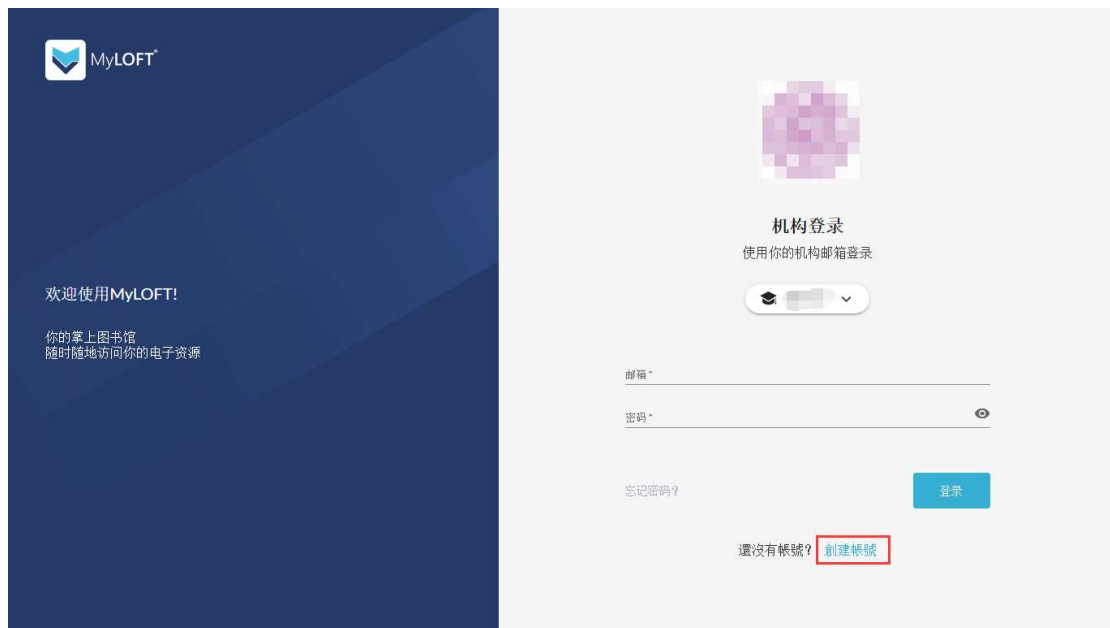 MyLOFT®
欢迎使用MyLOFT!
你的掌上图书馆
随时随地访问你的电子资源
机构登录
使用你的机构邮箱登录
邮箱*
密码*
忘记密码?
登录
還沒有帳號? 創建帳號